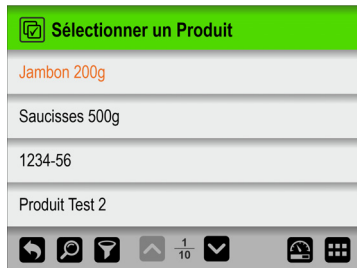 Sélectionner un Produit
Jambon 200g
Saucisses 500g
1234-56
Produit Test 2
1
10